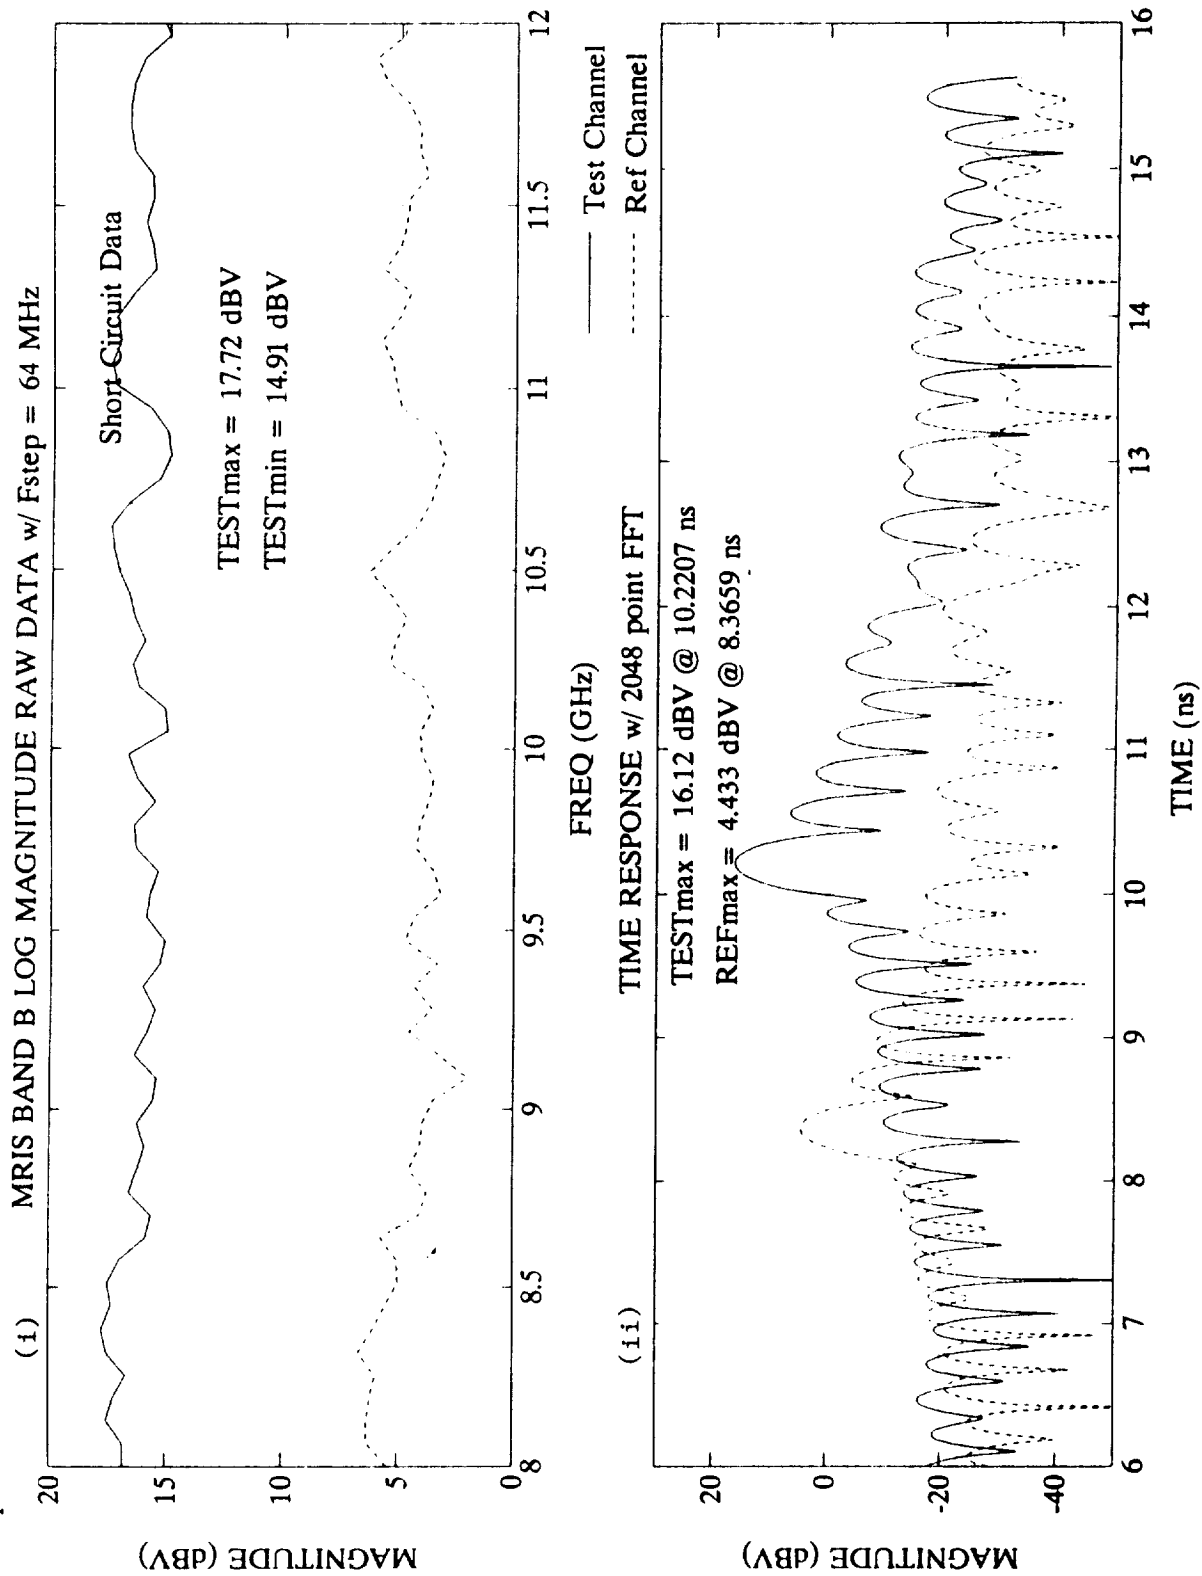 (i) MRIS BAND B LOG MAGNITUDE RAW DATA w/ Fstep = 64 MHz
MAGNITUDE (dBV)
20
15
10
5
0
Short Circuit Data
TESTmax = 17.72 dBV
TESTmin = 14.91 dBV
8 8.5 9 9.5 10 10.5 11 11.5 12
FREQ (GHz)
Test Channel
Ref Channel
(ii) TIME RESPONSE w/ 2048 point FFT
MAGNITUDE (dBV)
20
0
-20
-40
TESTmax = 16.12 dBV @ 10.2207 ns
REFmax = 4.433 dBV @ 8.3659 ns
6 7 8 9 10 11 12 13 14 15 16
TIME (ns)